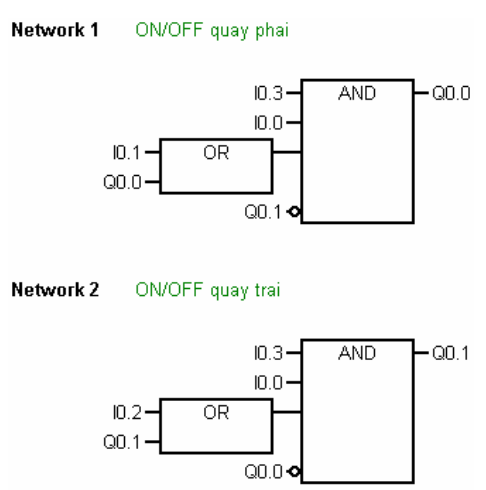 Network 1 ON/OFF quay phai
I0.3 AND Q0.0
I0.0
I0.1 OR
Q0.0
Q0.1
Network 2 ON/OFF quay trai
I0.3 AND Q0.1
I0.0
I0.2 OR
Q0.1
Q0.0